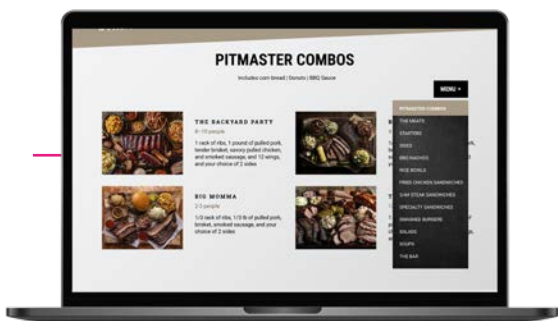 PITMASTER COMBOS
Includes corn bread | Donuts | BBQ Sauce
MENU
THE BACKYARD PARTY
8-10 people
1 rack of ribs, 1 pound of pulled pork,
tender brisket, savory pulled chicken,
and smoked sausage, and 12 wings,
and your choice of 2 sides
BIG MOMMA
2-3 people
1/3 rack of ribs, 1/3 lb of pulled pork,
brisket, smoked sausage, and your
choice of 2 sides
PITMASTER COMBOS
THE MEATS
STARTERS
SIDES
BBQ NACHOS
RICE BOWLS
FRIED CHICKEN SANDWICHES
SPECIALTY SANDWICHES
SMASHED BURGERS
SALADS
SOUPS
THE BAR